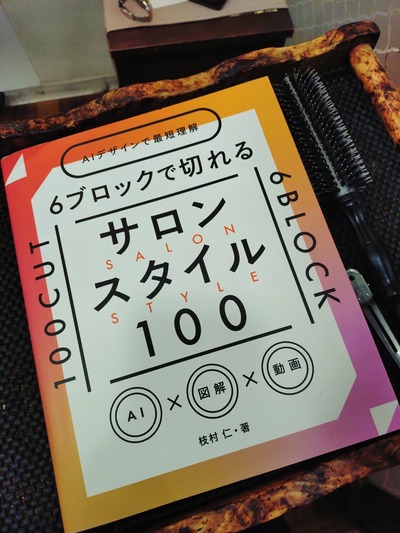 AIデザインで最短理解
6ブロックで切れる
サロン
SALON
スタイル
STYLE
100
100CUT
6BLOCK
AI×図解×動画
枝村 仁・著